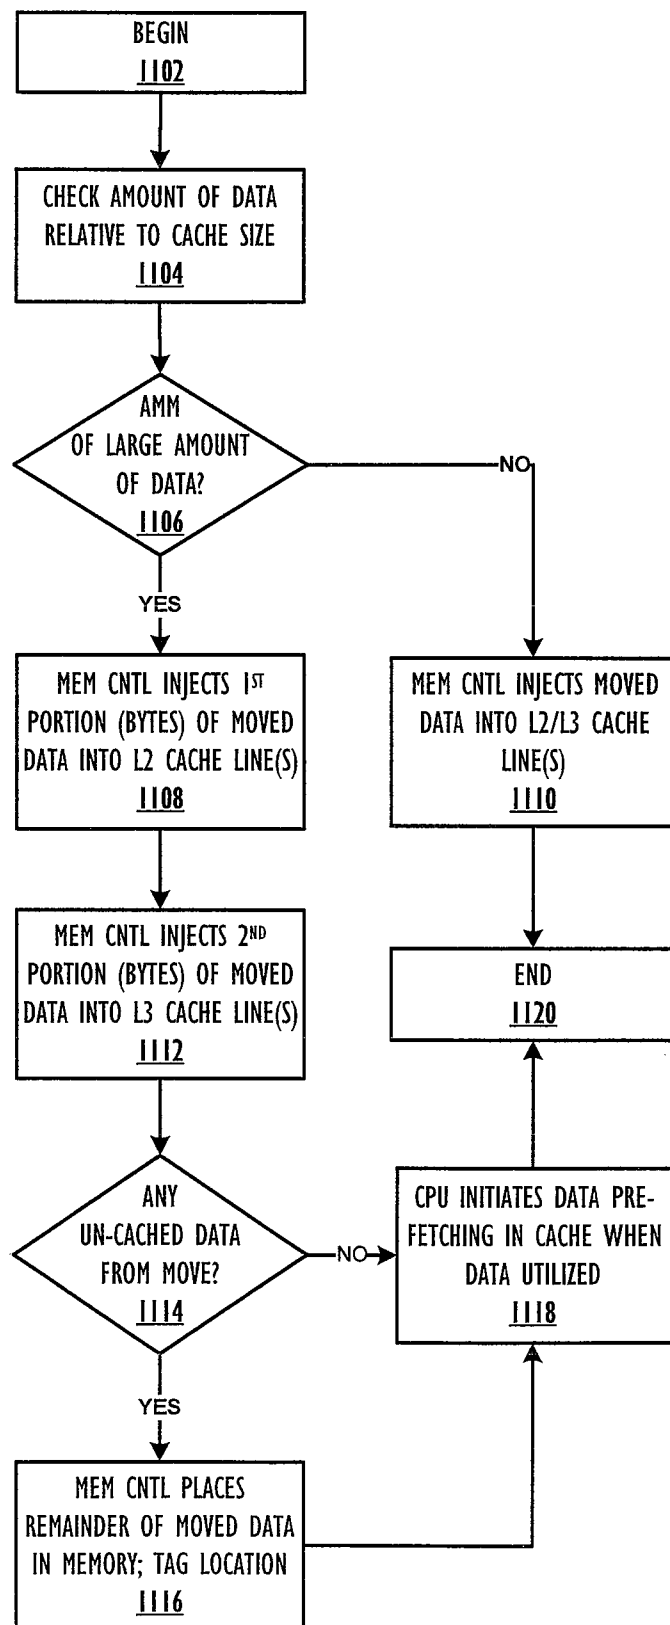 BEGIN
1102
CHECK AMOUNT OF DATA
RELATIVE TO CACHE SIZE
1104
AMM
OF LARGE AMOUNT
OF DATA?
1106
NO
YES
MEM CNTL INJECTS 1ST
PORTION (BYTES) OF MOVED
DATA INTO L2 CACHE LINE(S)
1108
MEM CNTL INJECTS MOVED
DATA INTO L2/L3 CACHE
LINE(S)
1110
MEM CNTL INJECTS 2ND
PORTION (BYTES) OF MOVED
DATA INTO L3 CACHE LINE(S)
1112
END
1120
ANY
UN-CACHED DATA
FROM MOVE?
1114
NO
CPU INITIATES DATA PRE-
FETCHING IN CACHE WHEN
DATA UTILIZED
1118
YES
MEM CNTL PLACES
REMAINDER OF MOVED DATA
IN MEMORY; TAG LOCATION
1116